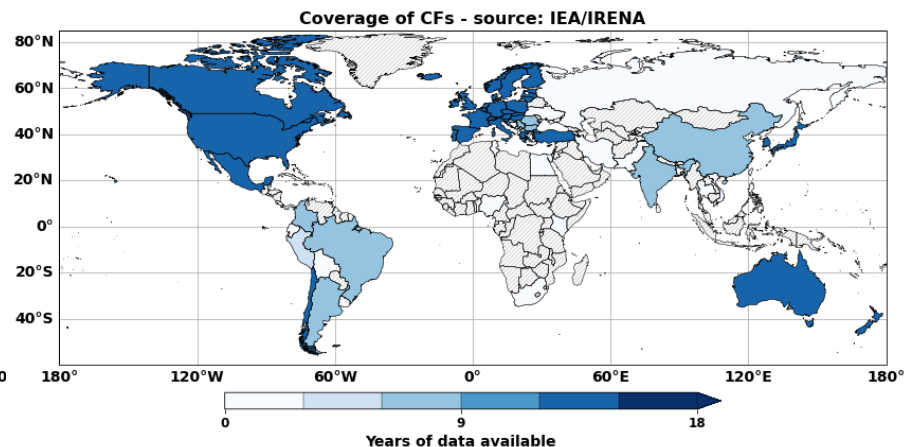 Coverage of CFs - source: IEA/IRENA
80°N
60°N
40°N
20°N
0°
20°S
40°S
0 180° 120°W 60°W 0° 60°E 120°E 180°
0 9 18
Years of data available